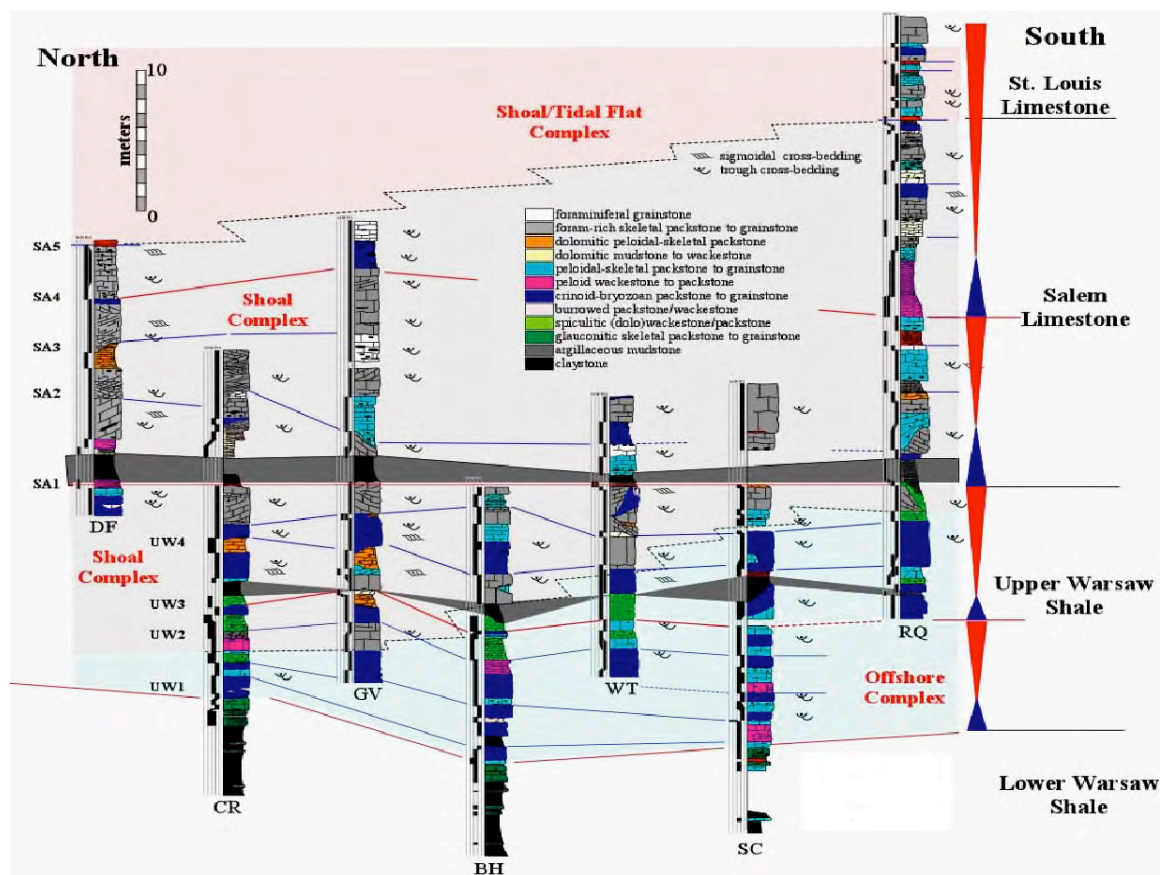 North
South
10
meters
0
St. Louis
Limestone
Shoal/Tidal Flat
Complex
sigmoidal cross-bedding
trough cross-bedding
foraminiferal grainstone
foram-rich skeletal packstone to grainstone
dolomitic peloidal-skeletal packstone
dolomitic mudstone to wackestone
peloidal-skeletal packstone to grainstone
peloid wackestone to packstone
crinoid-bryozoan packstone to grainstone
burrowed packstone/wackestone
spiculitic (dolo)wackestone/packstone
glauconitic skeletal packstone to grainstone
argillaceous mudstone
claystone
SA5
SA4
Shoal
Complex
Salem
Limestone
SA3
SA2
SA1
DF
UW4
Shoal
Complex
Upper Warsaw
Shale
UW3
UW2
RQ
UW1
GV
WT
Offshore
Complex
CR
Lower Warsaw
Shale
BH
SC